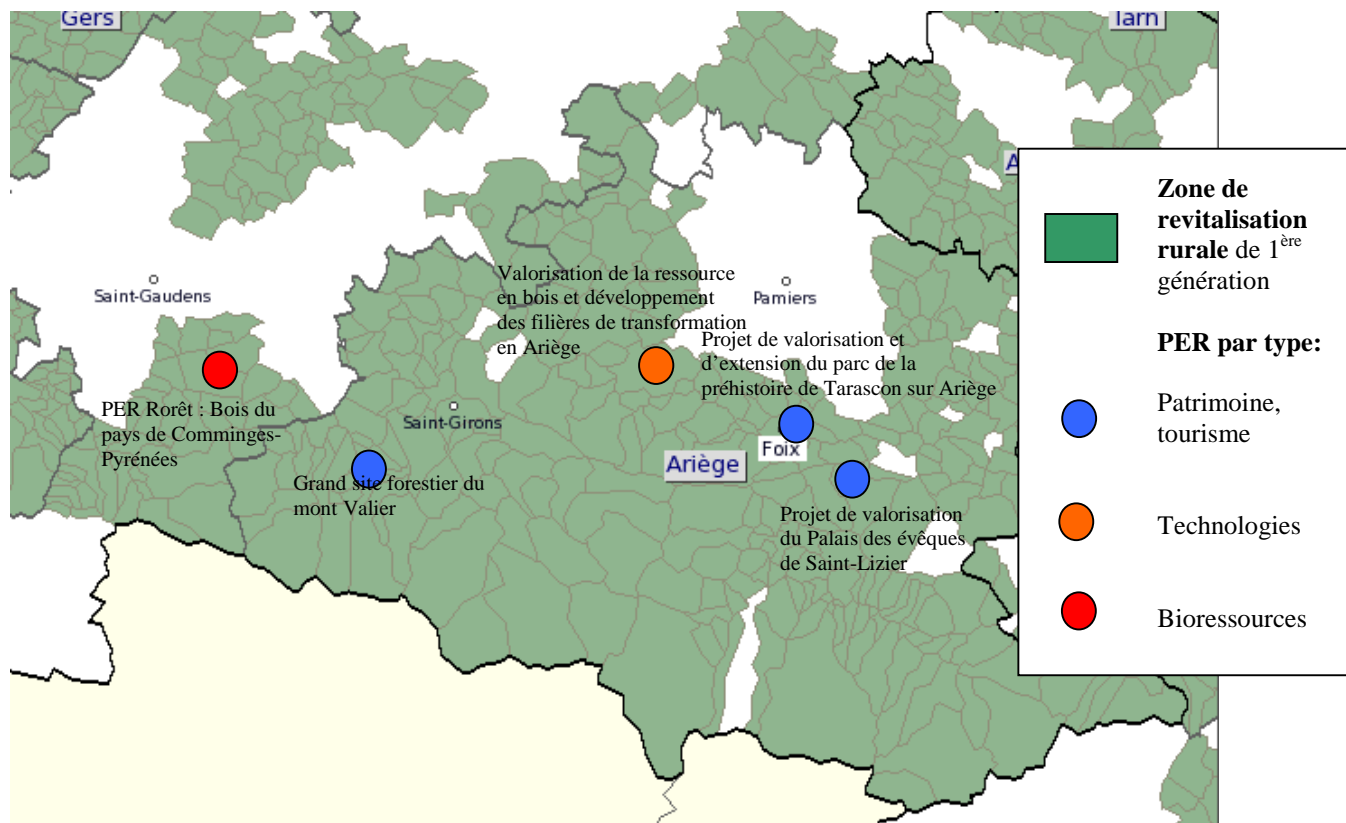 Gers
Tarn
A
Saint-Gaudens
Pamiers
Saint-Girons
Foix
Ariège
Valorisation de la ressource
en bois et développement
des filières de transformation
en Ariège
Projet de valorisation et
d'extension du parc de la
préhistoire de Tarascon sur Ariège
PER Rorêt : Bois du
pays de Comminges-
Pyrénées
Grand site forestier du
mont Valier
Projet de valorisation
du Palais des évêques
de Saint-Lizier
Zone de
revitalisation
rurale de 1ère
génération
PER par type:
Patrimoine,
tourisme
Technologies
Bioressources